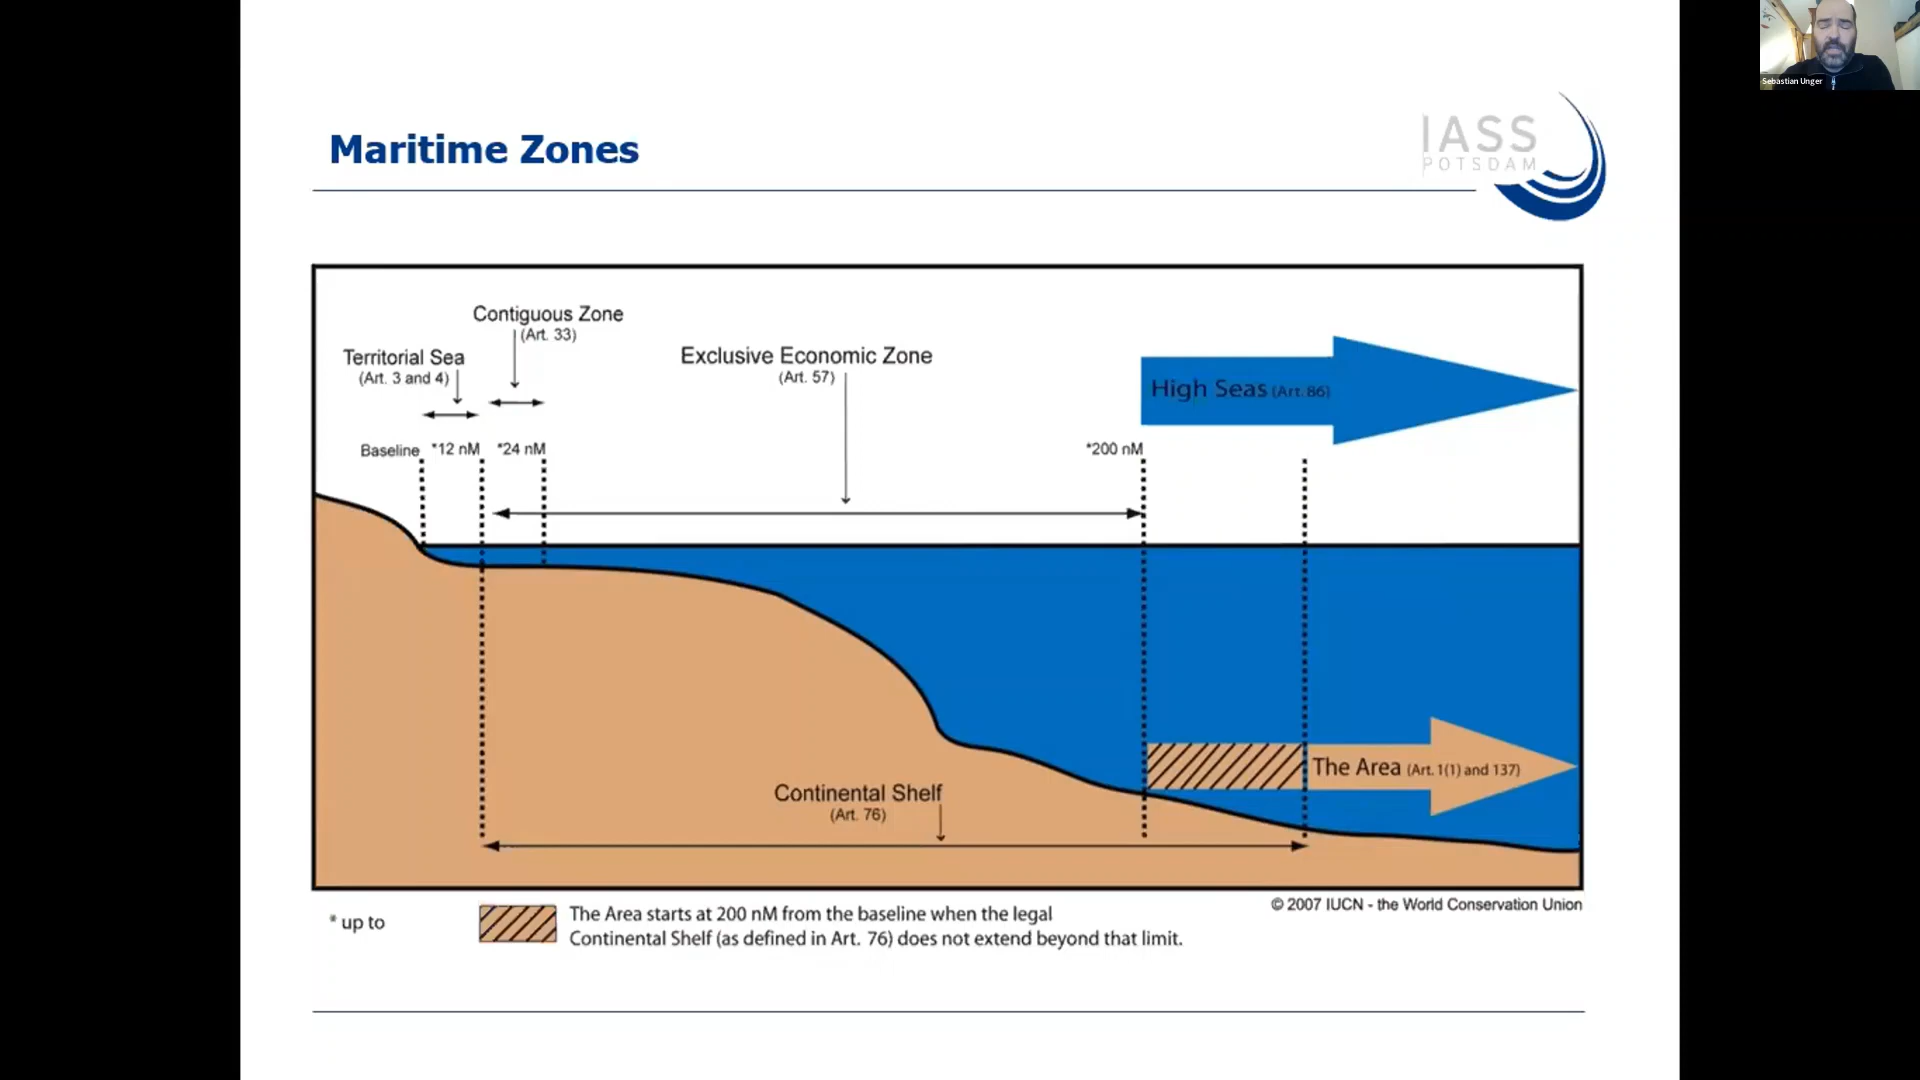 Sebastian Unger
Maritime Zones
IASS
POTSDAM
Contiguous Zone
(Art. 33)
Territorial Sea
(Art. 3 and 4)
Exclusive Economic Zone
(Art. 57)
High Seas (Art. 86)
Baseline
*12 nM
*24 nM
*200 nM
The Area (Art. 1(1) and 137)
Continental Shelf
(Art. 76)
© 2007 IUCN - the World Conservation Union
* up to
The Area starts at 200 nM from the baseline when the legal
Continental Shelf (as defined in Art. 76) does not extend beyond that limit.